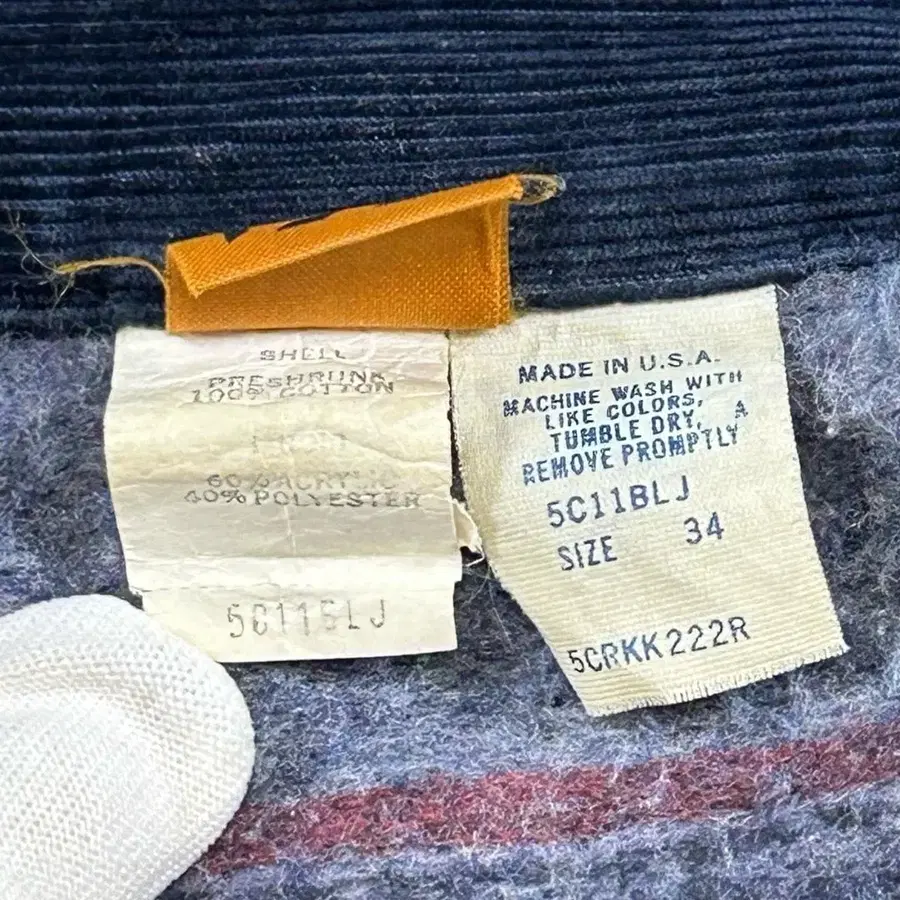 SHELL
PRESHRUNK
100% COTTON
60% ACRYLIC
40% POLYESTER
5C11BLJ
MADE IN U.S.A.
MACHINE WASH WITH
LIKE COLORS,
TUMBLE DRY, A
REMOVE PROMPTLY
5C11BLJ
SIZE 34
5CRKK222R